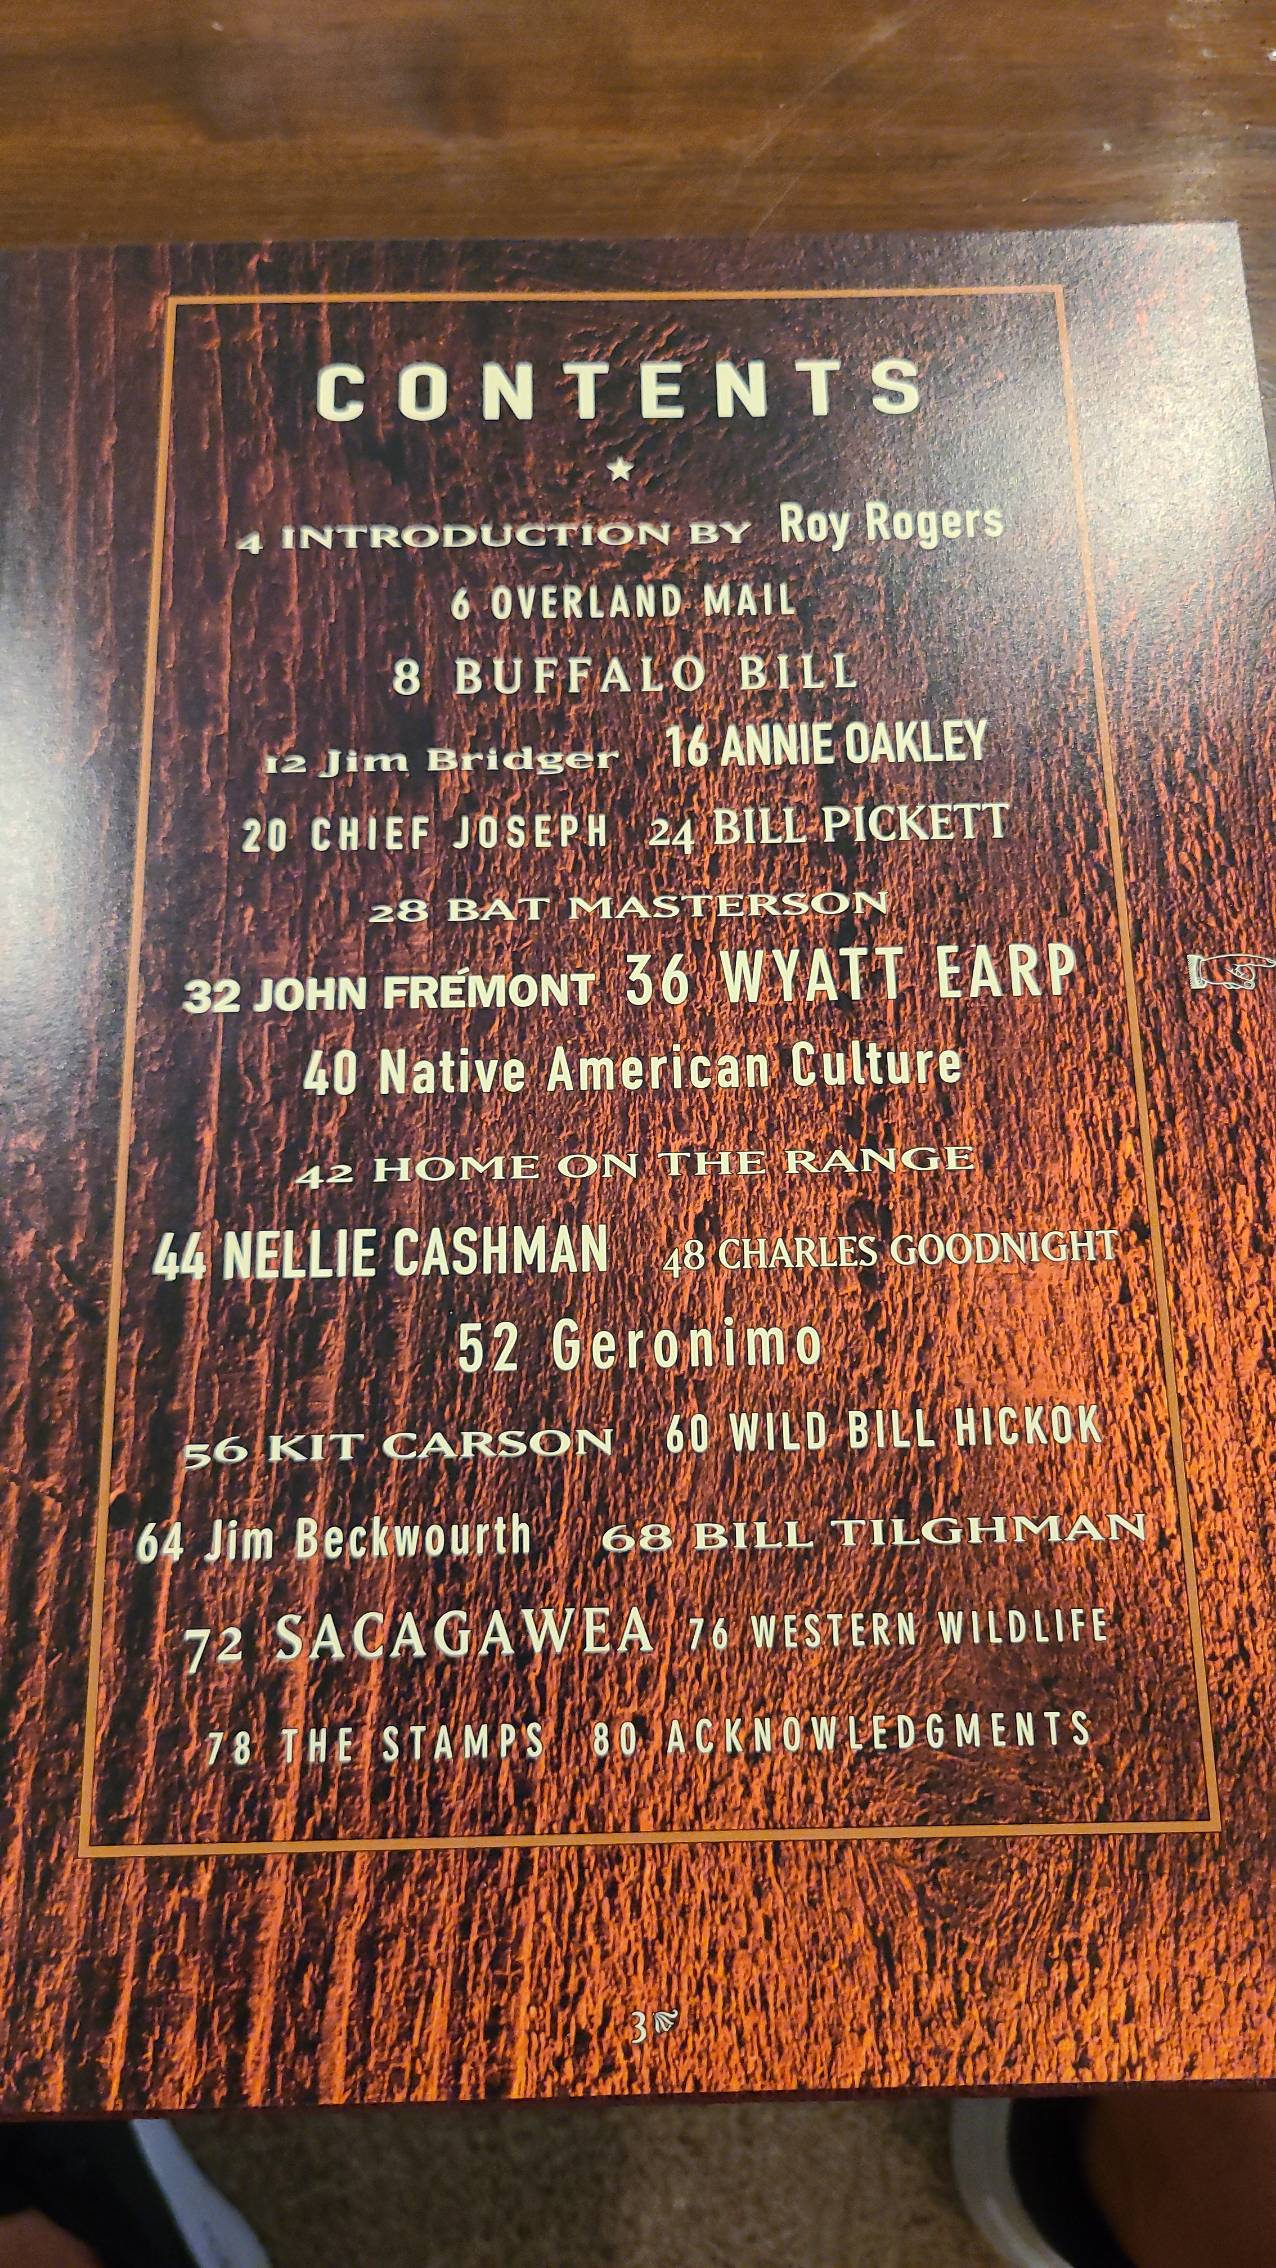 CONTENTS
4 INTRODUCTION BY Roy Rogers
6 OVERLAND MAIL
8 BUFFALO BILL
12 Jim Bridger 16 ANNIE OAKLEY
20 CHIEF JOSEPH 24 BILL PICKETT
28 BAT MASTERSON
32 JOHN FRÉMONT 36 WYATT EARP
40 Native American Culture
42 HOME ON THE RANGE
44 NELLIE CASHMAN 48 CHARLES GOODNIGHT
52 Geronimo
56 KIT CARSON 60 WILD BILL HICKOK
64 Jim Beckwourth 68 BILL TILGHMAN
72 SACAGAWEA 76 WESTERN WILDLIFE
78 THE STAMPS 80 ACKNOWLEDGMENTS
3